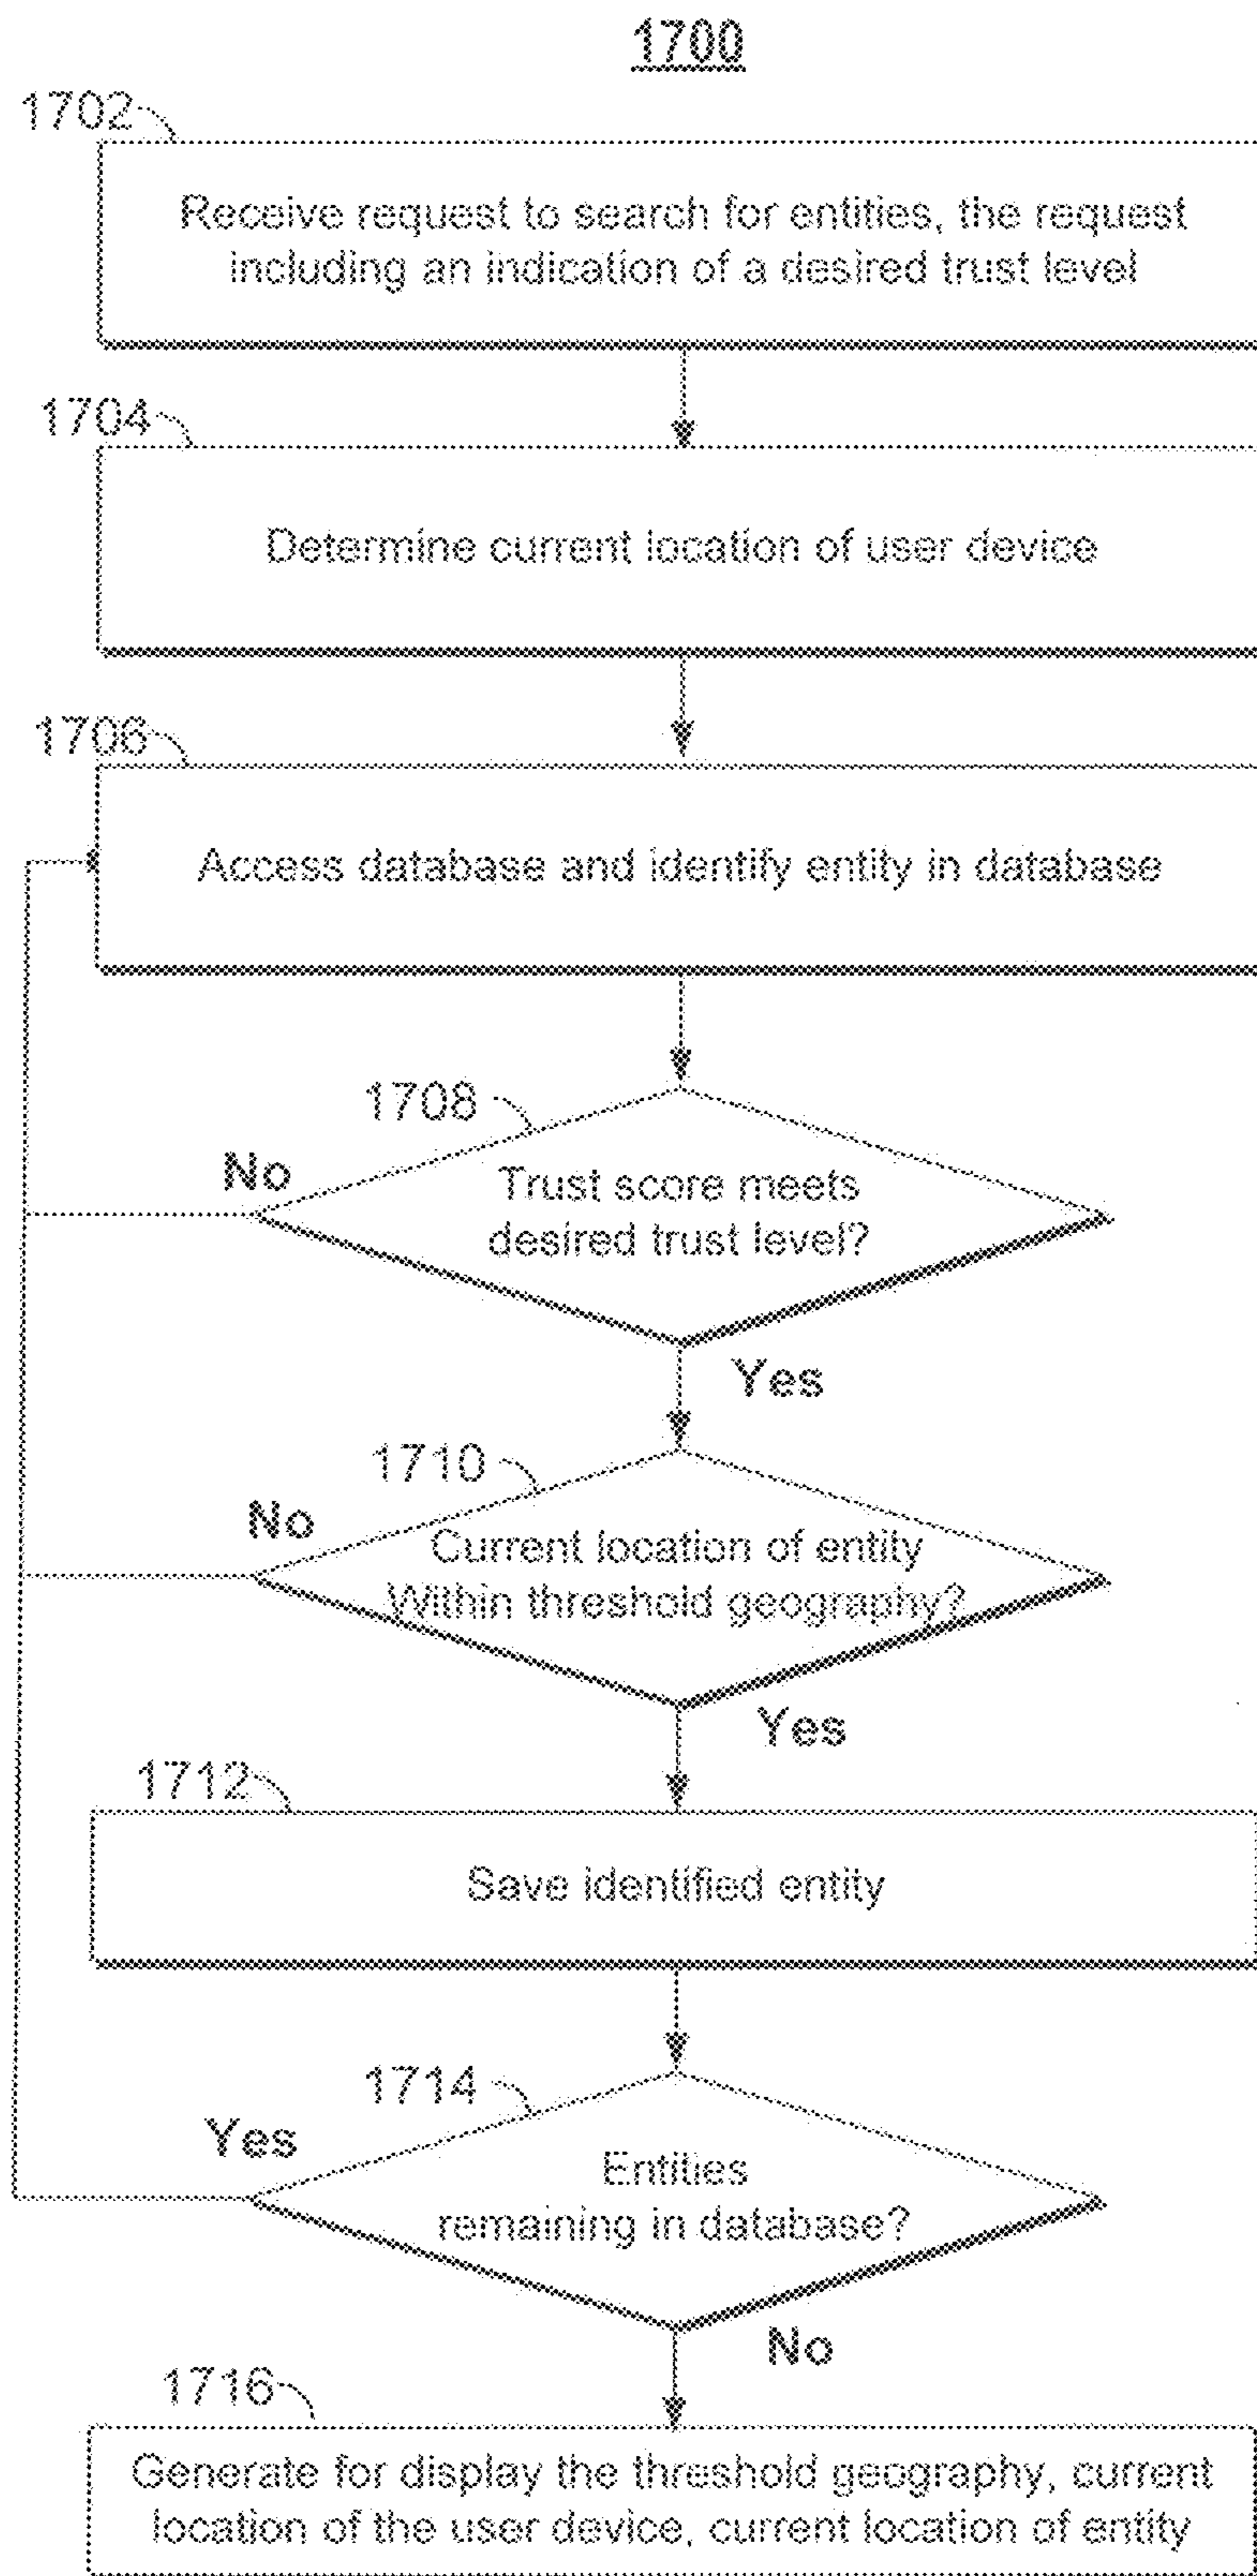 1700
1702
Receive request to search for entities, the request
including an indication of a desired trust level
1704
Determine current location of user device
1706
Access database and identify entity in database
1708
No
Trust score meets
desired trust level?
Yes
1710
No
Current location of entity
Within threshold geography?
Yes
1712
Save identified entity
1714
Yes
Entities
remaining in database?
No
1716
Generate for display the threshold geography, current
location of the user device, current location of entity